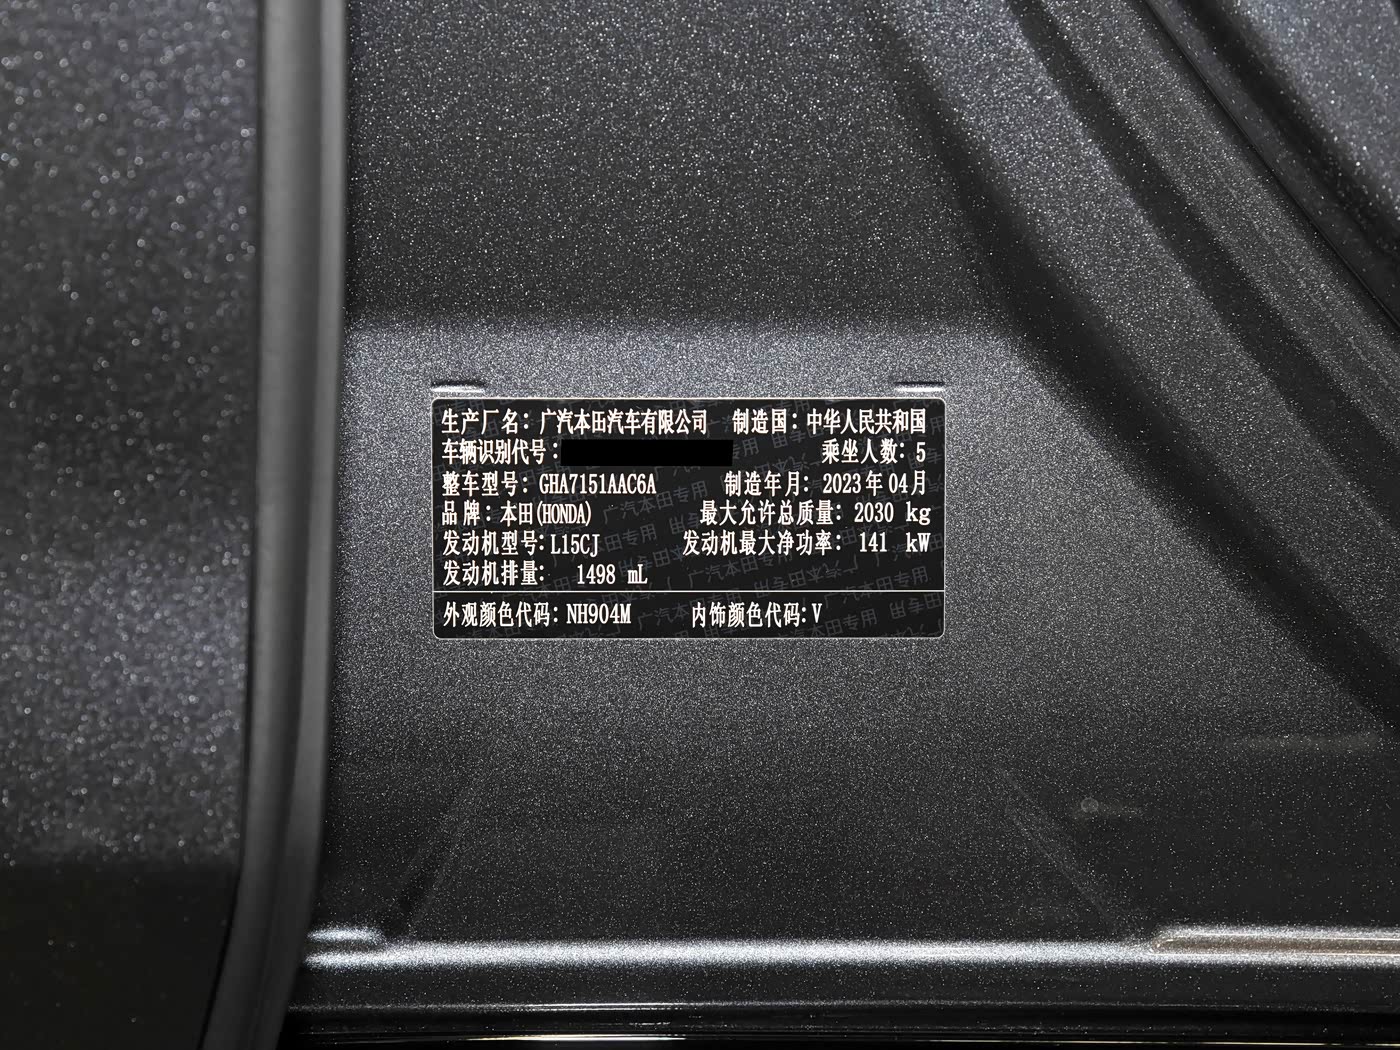 生产厂名：广汽本田汽车有限公司 制造国：中华人民共和国
车辆识别代号： 乘坐人数：5
整车型号：GHA7151AAC6A 制造年月：2023年04月
品牌：本田(HONDA) 最大允许总质量：2030 kg
发动机型号：L15CJ 发动机最大净功率：141 kW
发动机排量： 1498 mL
外观颜色代码：NH904M 内饰颜色代码：V